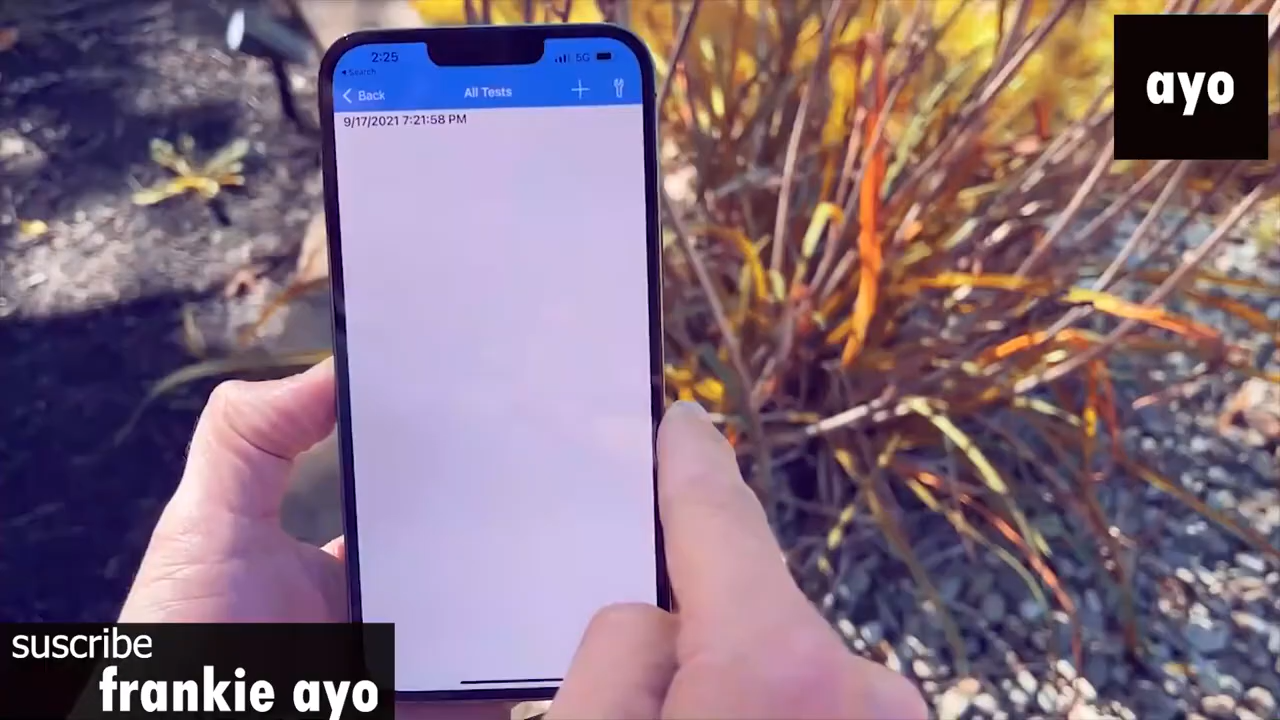 2:25
5G
Search
Back
All Tests
9/17/2021 7:21:58 PM
ayo
suscribe
frankie ayo